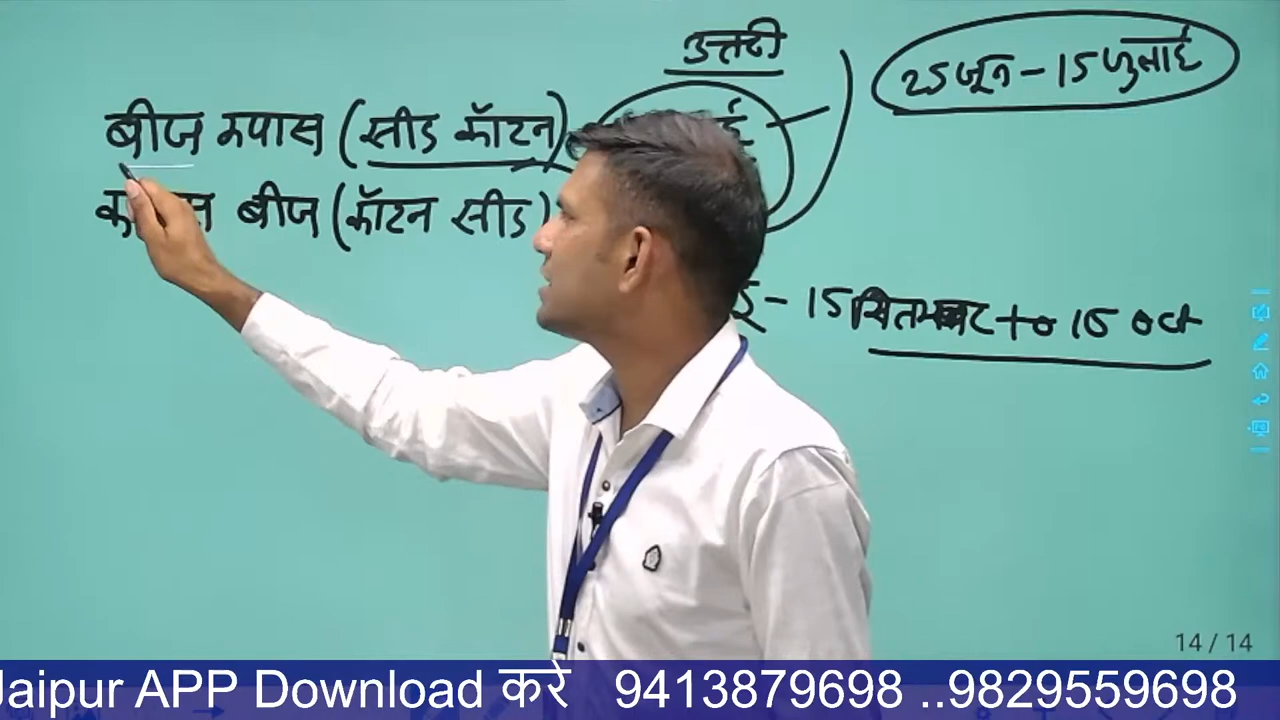 उत्तरी
25 जून - 15 जुलाई
बीज कपास (सीड कॉटन)
बीज (कॉटन सीड)
- 15 सितम्बर to 15 Oct
14 / 14
Jaipur APP Download करे 9413879698 ..9829559698